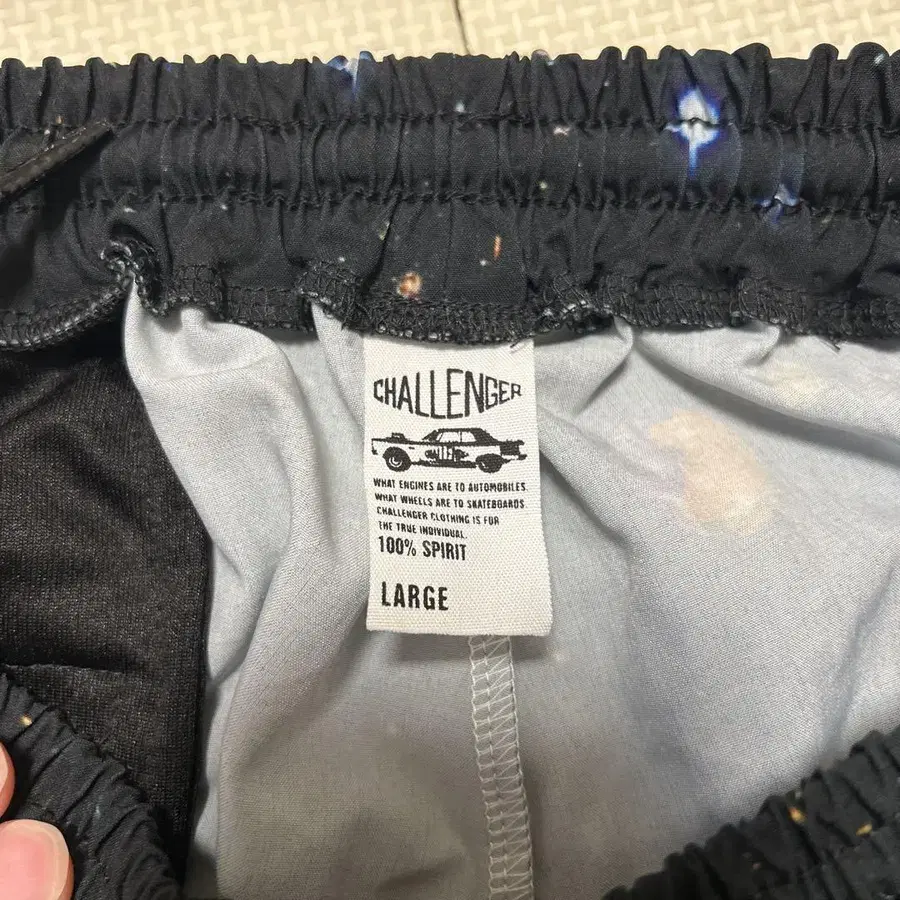 CHALLENGER
WHAT ENGINES ARE TO AUTOMOBILES.
WHAT WHEELS ARE TO SKATEBOARDS
CHALLENGER CLOTHING IS FOR
THE TRUE INDIVIDUAL.
100% SPIRIT
LARGE